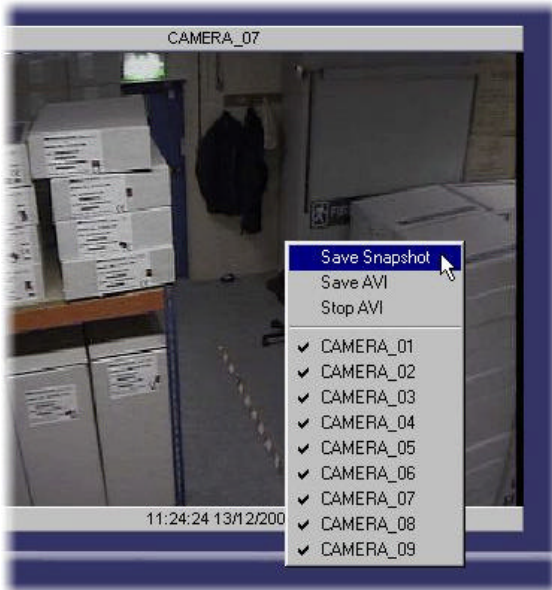 CAMERA_07
Save Snapshot
Save AVI
Stop AVI
CAMERA_01
CAMERA_02
CAMERA_03
CAMERA_04
CAMERA_05
CAMERA_06
CAMERA_07
CAMERA_08
CAMERA_09
11:24:24 13/12/200